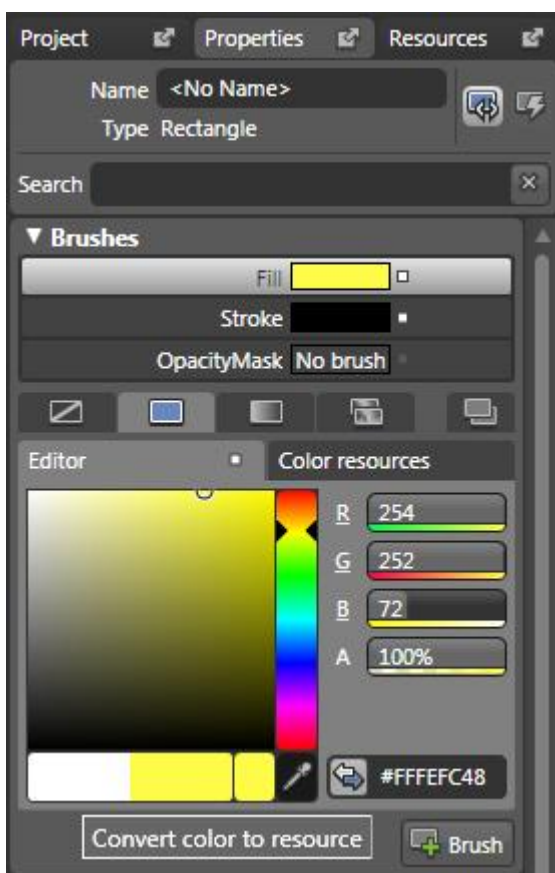 Project Properties Resources
Name <No Name>
Type Rectangle
Search
Brushes
Fill
Stroke
OpacityMask No brush
Editor Color resources
R 254
G 252
B 72
A 100%
#FFFEFC48
Convert color to resource Brush